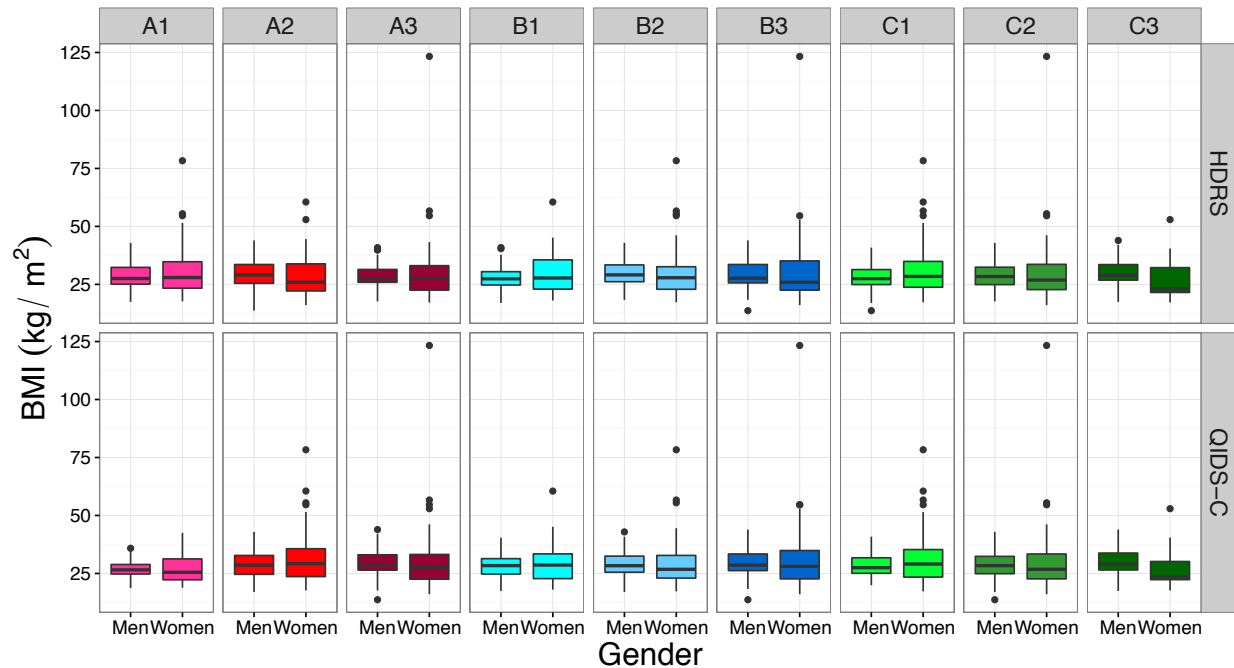 A1 A2 A3 B1 B2 B3 C1 C2 C3
125
100
75
50
25
HDRS
125
100
75
50
25
QIDS−C
BMI (kg/ m²)
Men Women Men Women Men Women Men Women Men Women Men Women Men Women Men Women Men Women
Gender